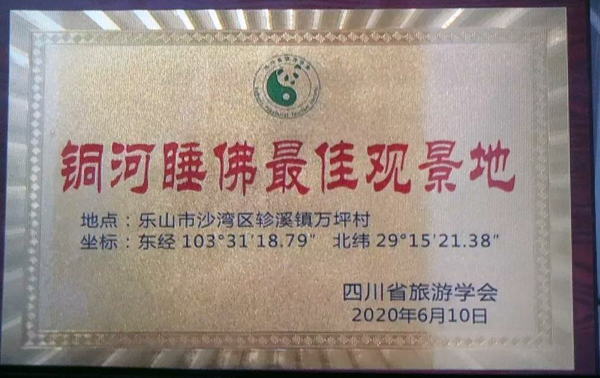 铜河睡佛最佳观景地
地点：乐山市沙湾区轸溪镇万坪村
坐标：东经 103°31′18.79″ 北纬 29°15′21.38″
四川省旅游学会
2020年6月10日